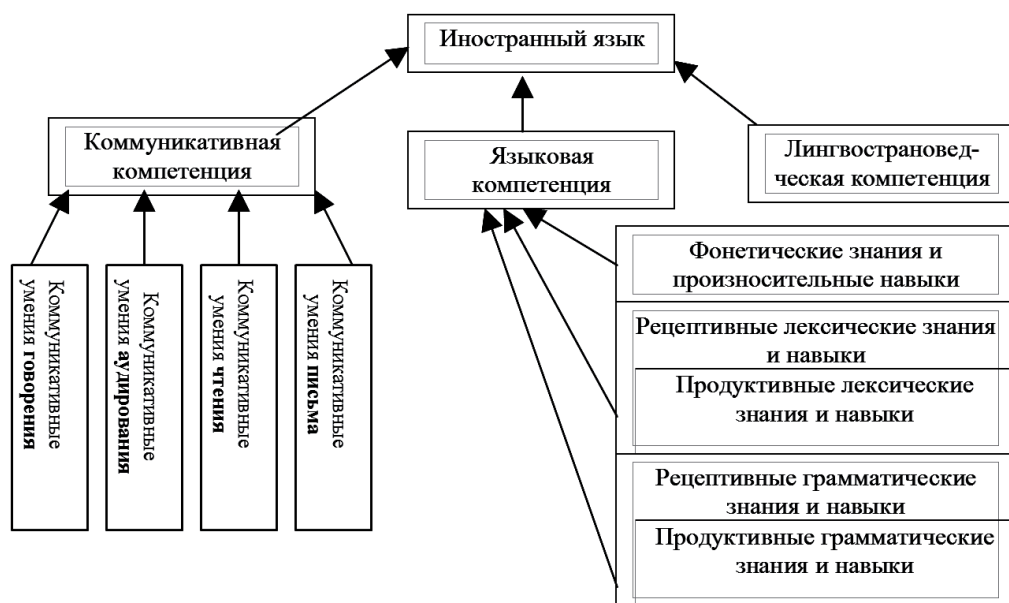 Иностранный язык
Коммуникативная
компетенция
Языковая
компетенция
Лингвострановед-
ческая компетенция
Коммуникативные
умения говорения
Коммуникативные
умения аудирования
Коммуникативные
умения чтения
Коммуникативные
умения письма
Фонетические знания и
произносительные навыки
Рецептивные лексические знания
и навыки
Продуктивные лексические
знания и навыки
Рецептивные грамматические
знания и навыки
Продуктивные грамматические
знания и навыки